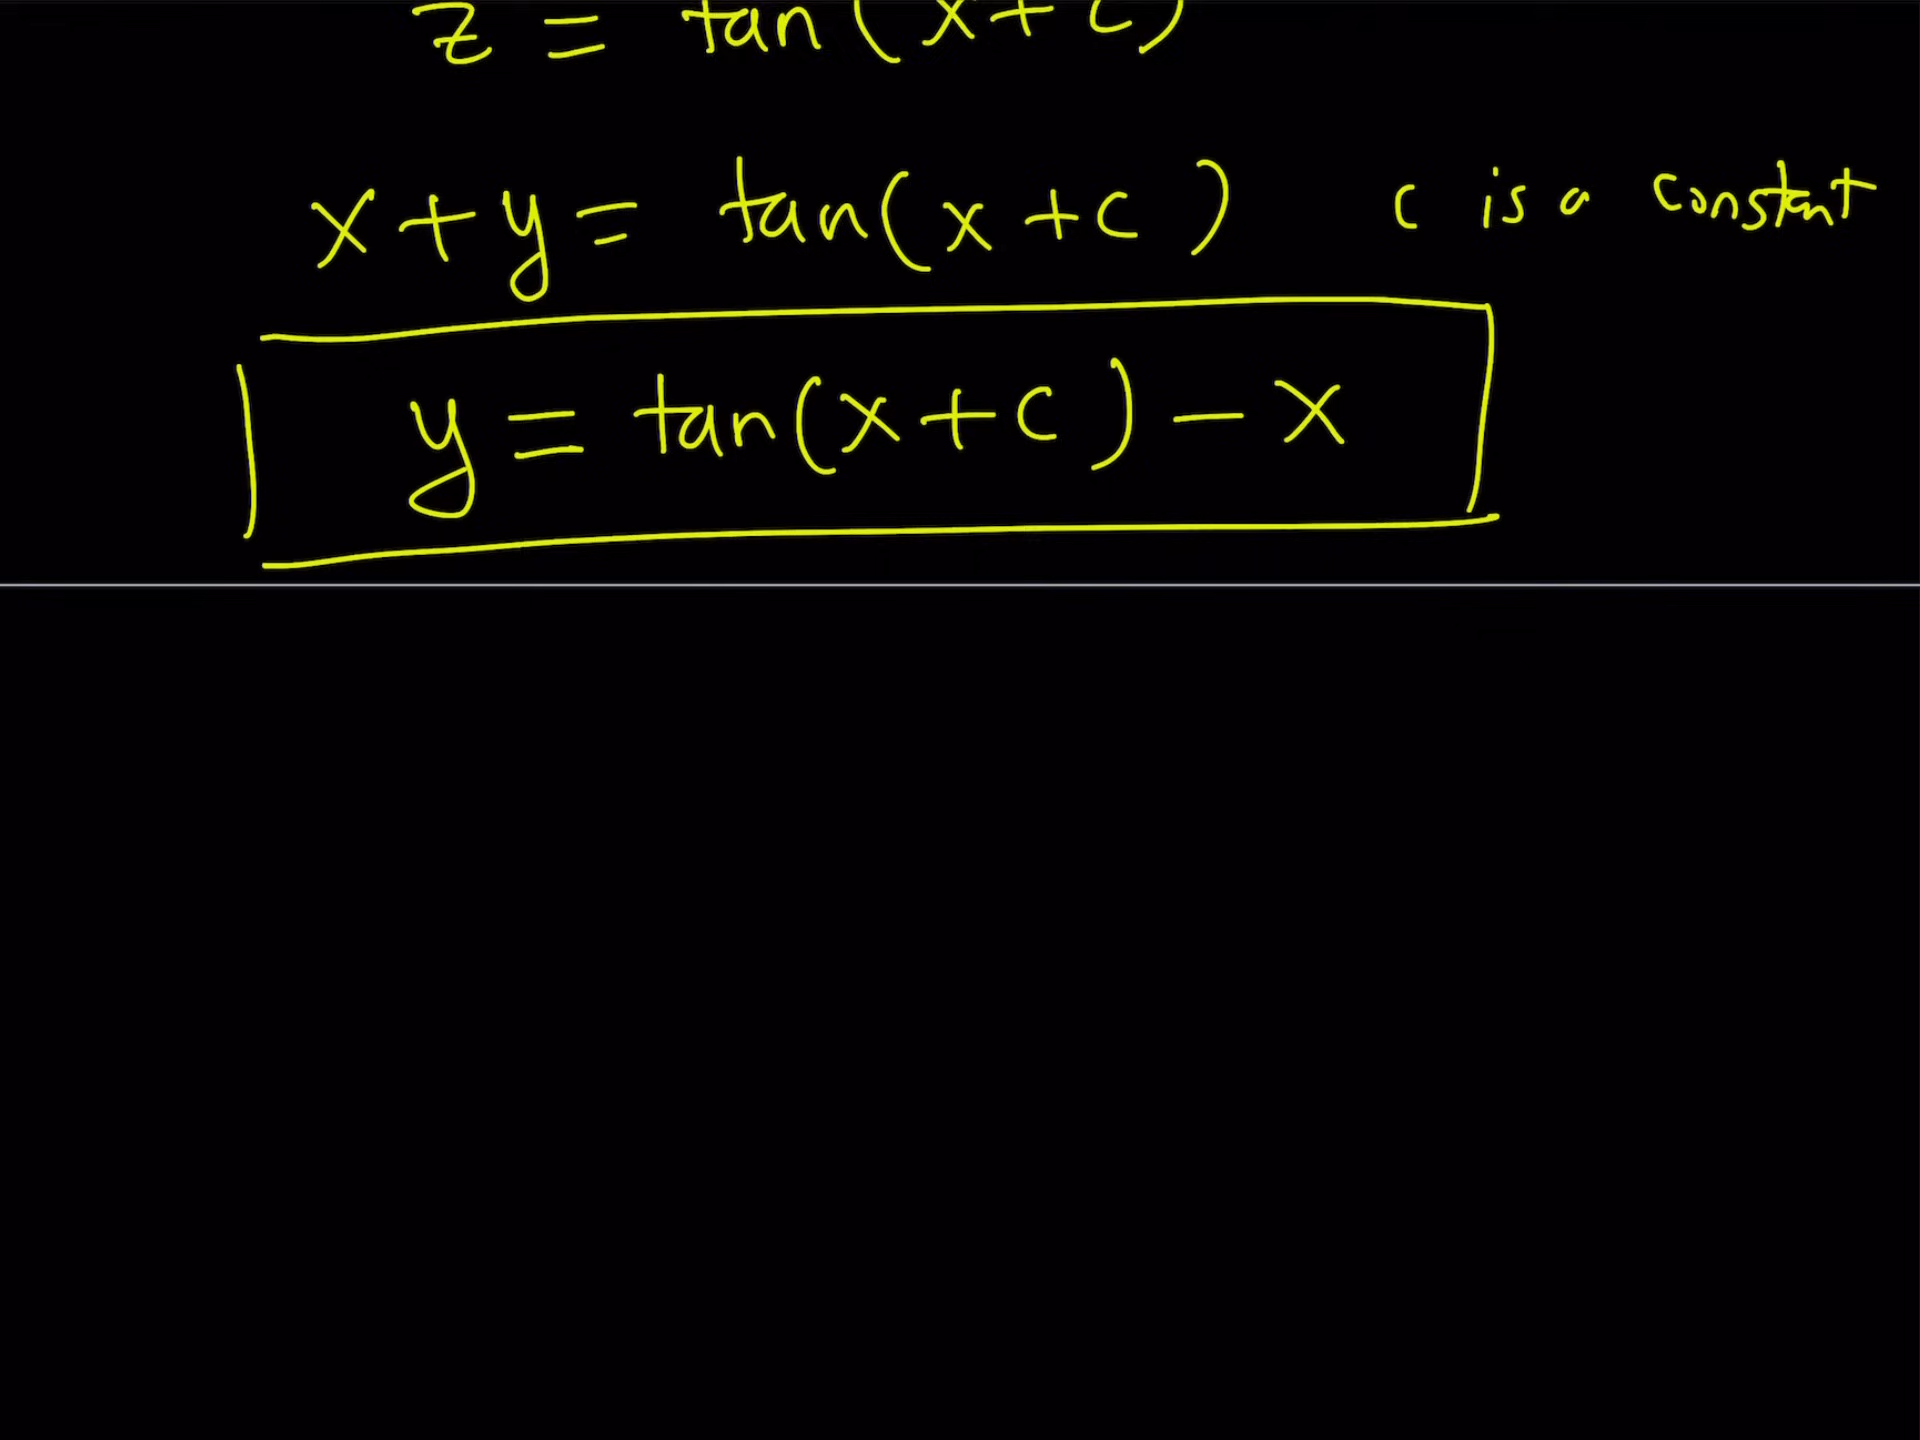 z = tan(x+c)
x+y = tan(x+c) c is a constant
y = tan(x+c) - x